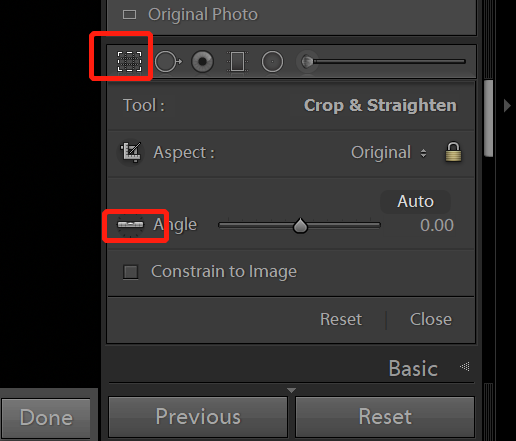 Original Photo
Tool : Crop & Straighten
Aspect : Original
Auto
Angle 0.00
Constrain to Image
Reset Close
Basic
Done Previous Reset